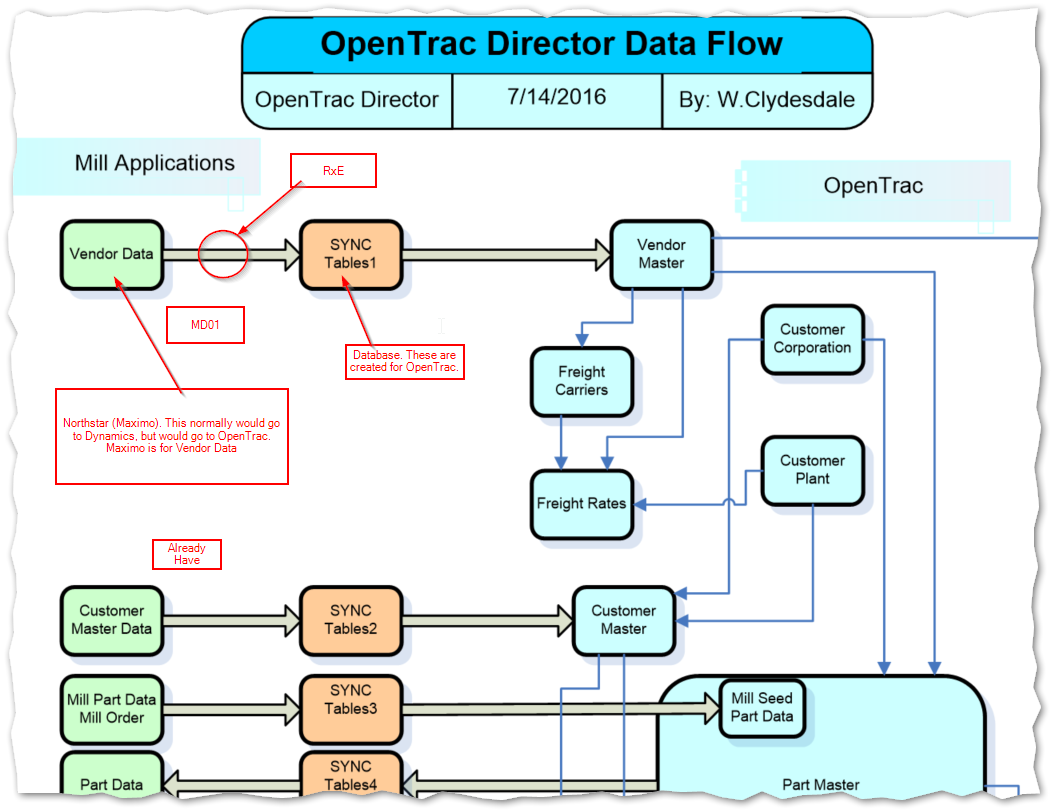 OpenTrac Director Data Flow
OpenTrac Director
7/14/2016
By: W.Clydesdale
Mill Applications
RxE
OpenTrac
Vendor Data
SYNC
Tables1
Vendor
Master
MD01
Database. These are
created for OpenTrac.
Customer
Corporation
Freight
Carriers
Northstar (Maximo). This normally would go
to Dynamics, but would go to OpenTrac.
Maximo is for Vendor Data
Customer
Plant
Freight Rates
Already
Have
Customer
Master Data
SYNC
Tables2
Customer
Master
Mill Part Data
Mill Order
SYNC
Tables3
Mill Seed
Part Data
Part Data
SYNC
Tables4
Part Master